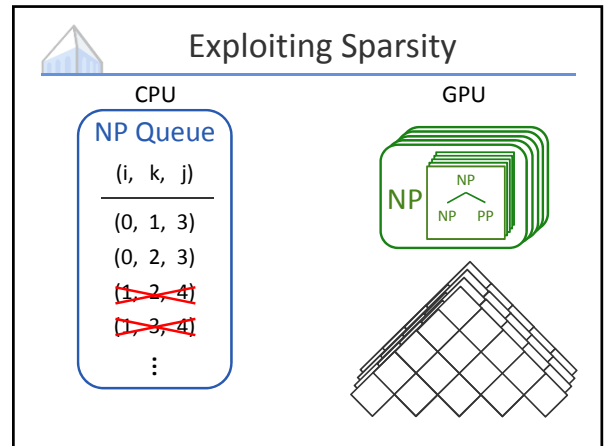 Exploiting Sparsity
CPU
NP Queue
(i, k, j)
(0, 1, 3)
(0, 2, 3)
(1, 2, 4)
(1, 3, 4)
⋮
GPU
NP
NP
NP PP